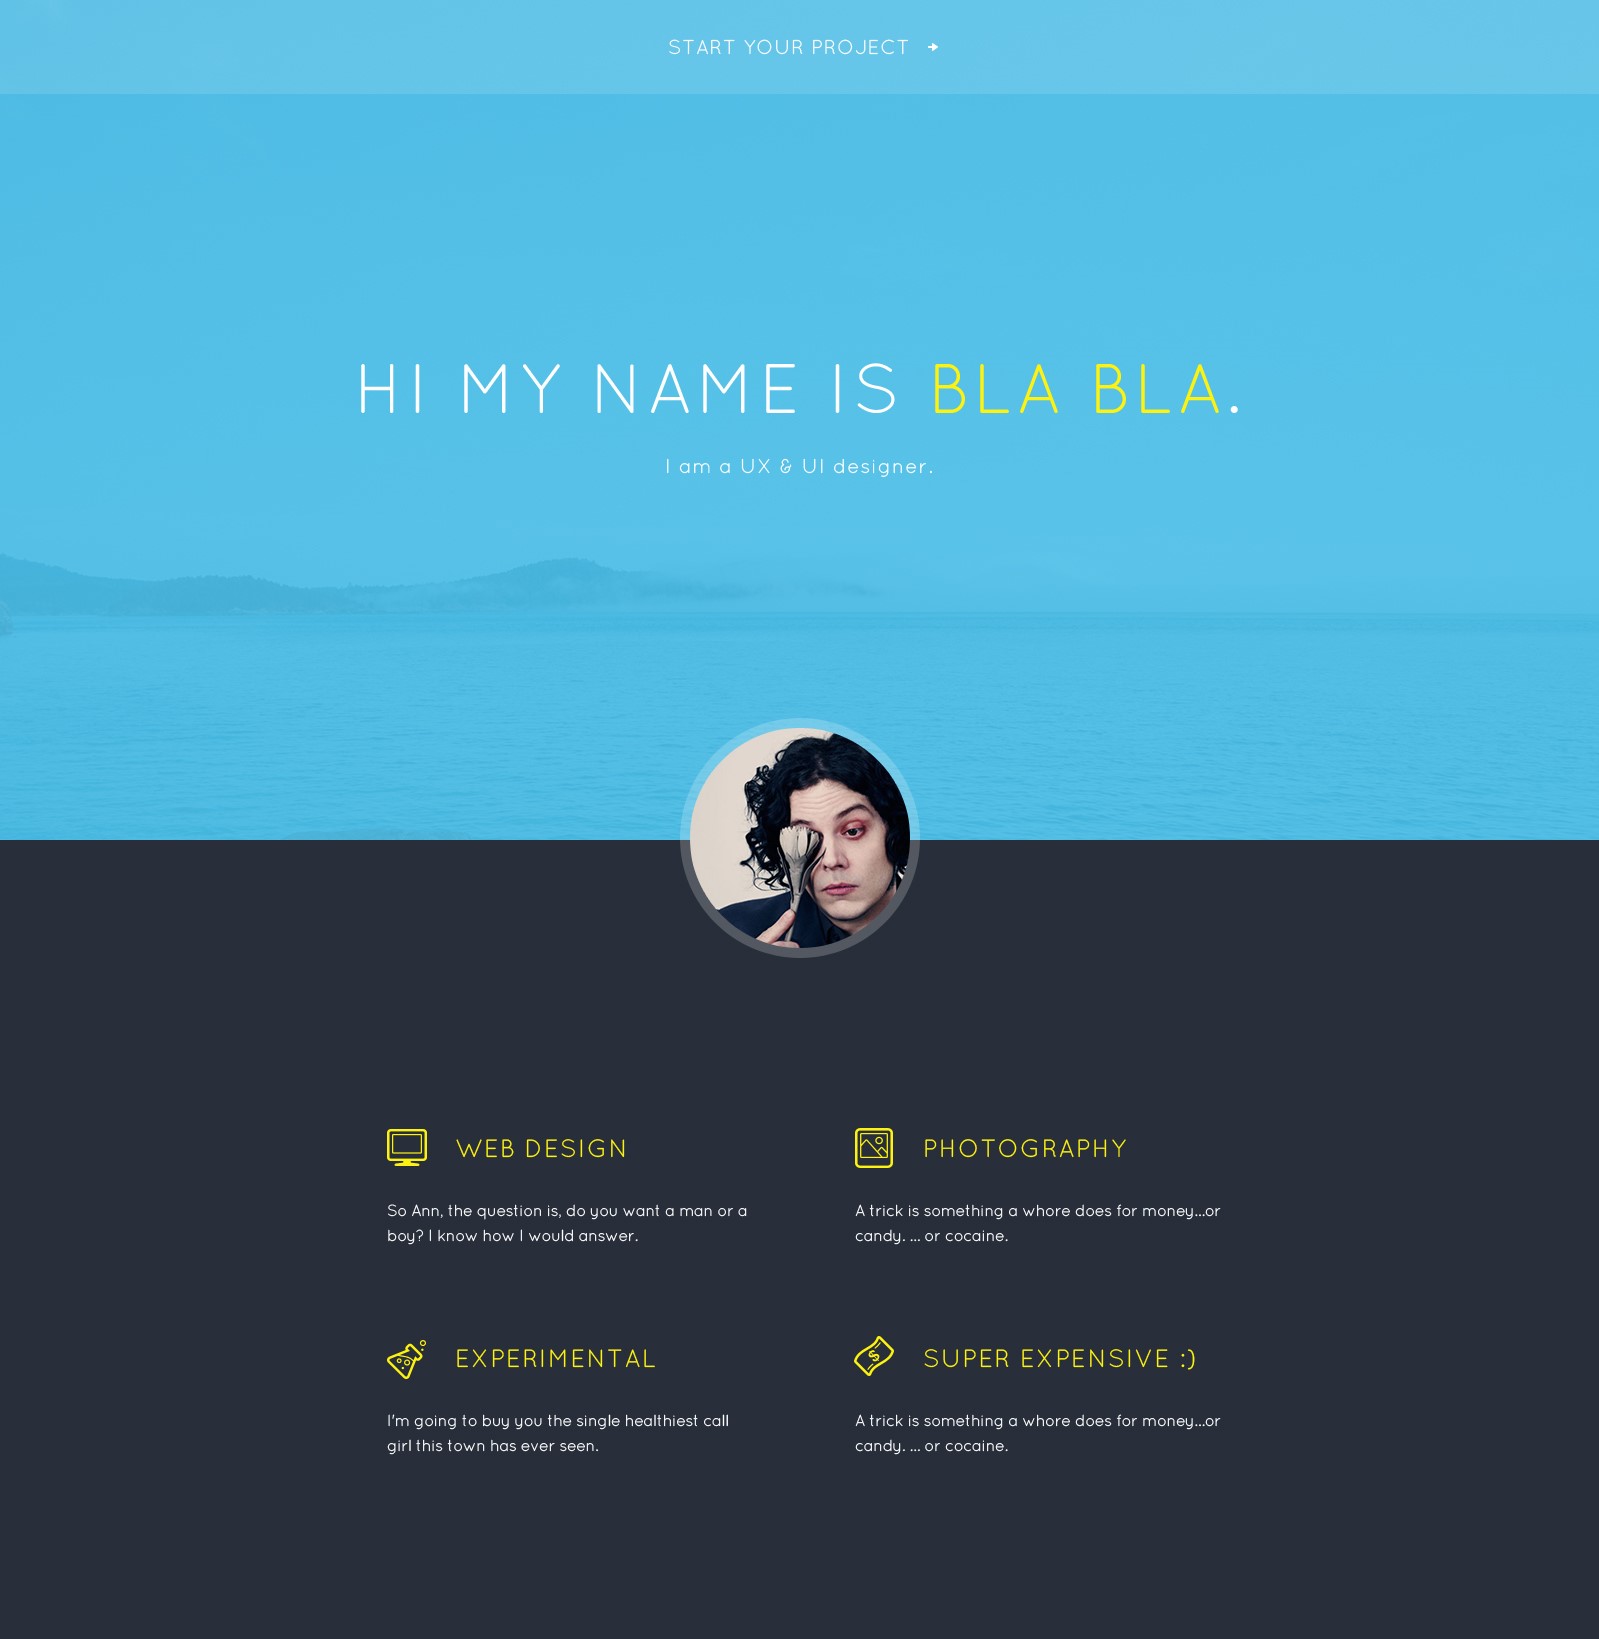 START YOUR PROJECT
HI MY NAME IS BLA BLA.
I am a UX & UI designer.
WEB DESIGN
So Ann, the question is, do you want a man or a
boy? I know how I would answer.
PHOTOGRAPHY
A trick is something a whore does for money...or
candy. ... or cocaine.
EXPERIMENTAL
I'm going to buy you the single healthiest call
girl this town has ever seen.
SUPER EXPENSIVE :)
A trick is something a whore does for money...or
candy. ... or cocaine.